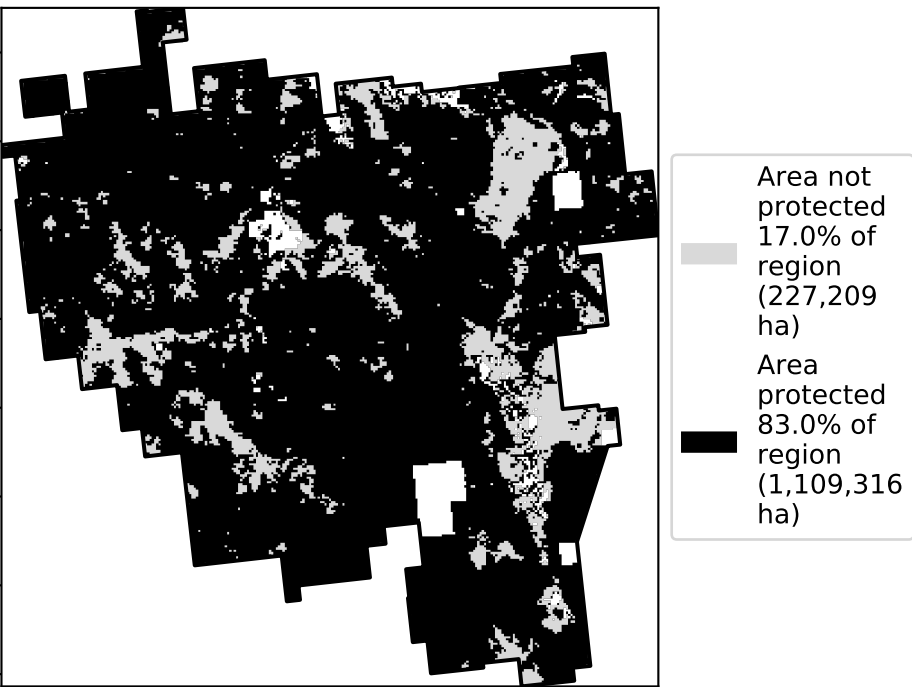 Area not
protected
17.0% of
region
(227,209
ha)
Area
protected
83.0% of
region
(1,109,316
ha)